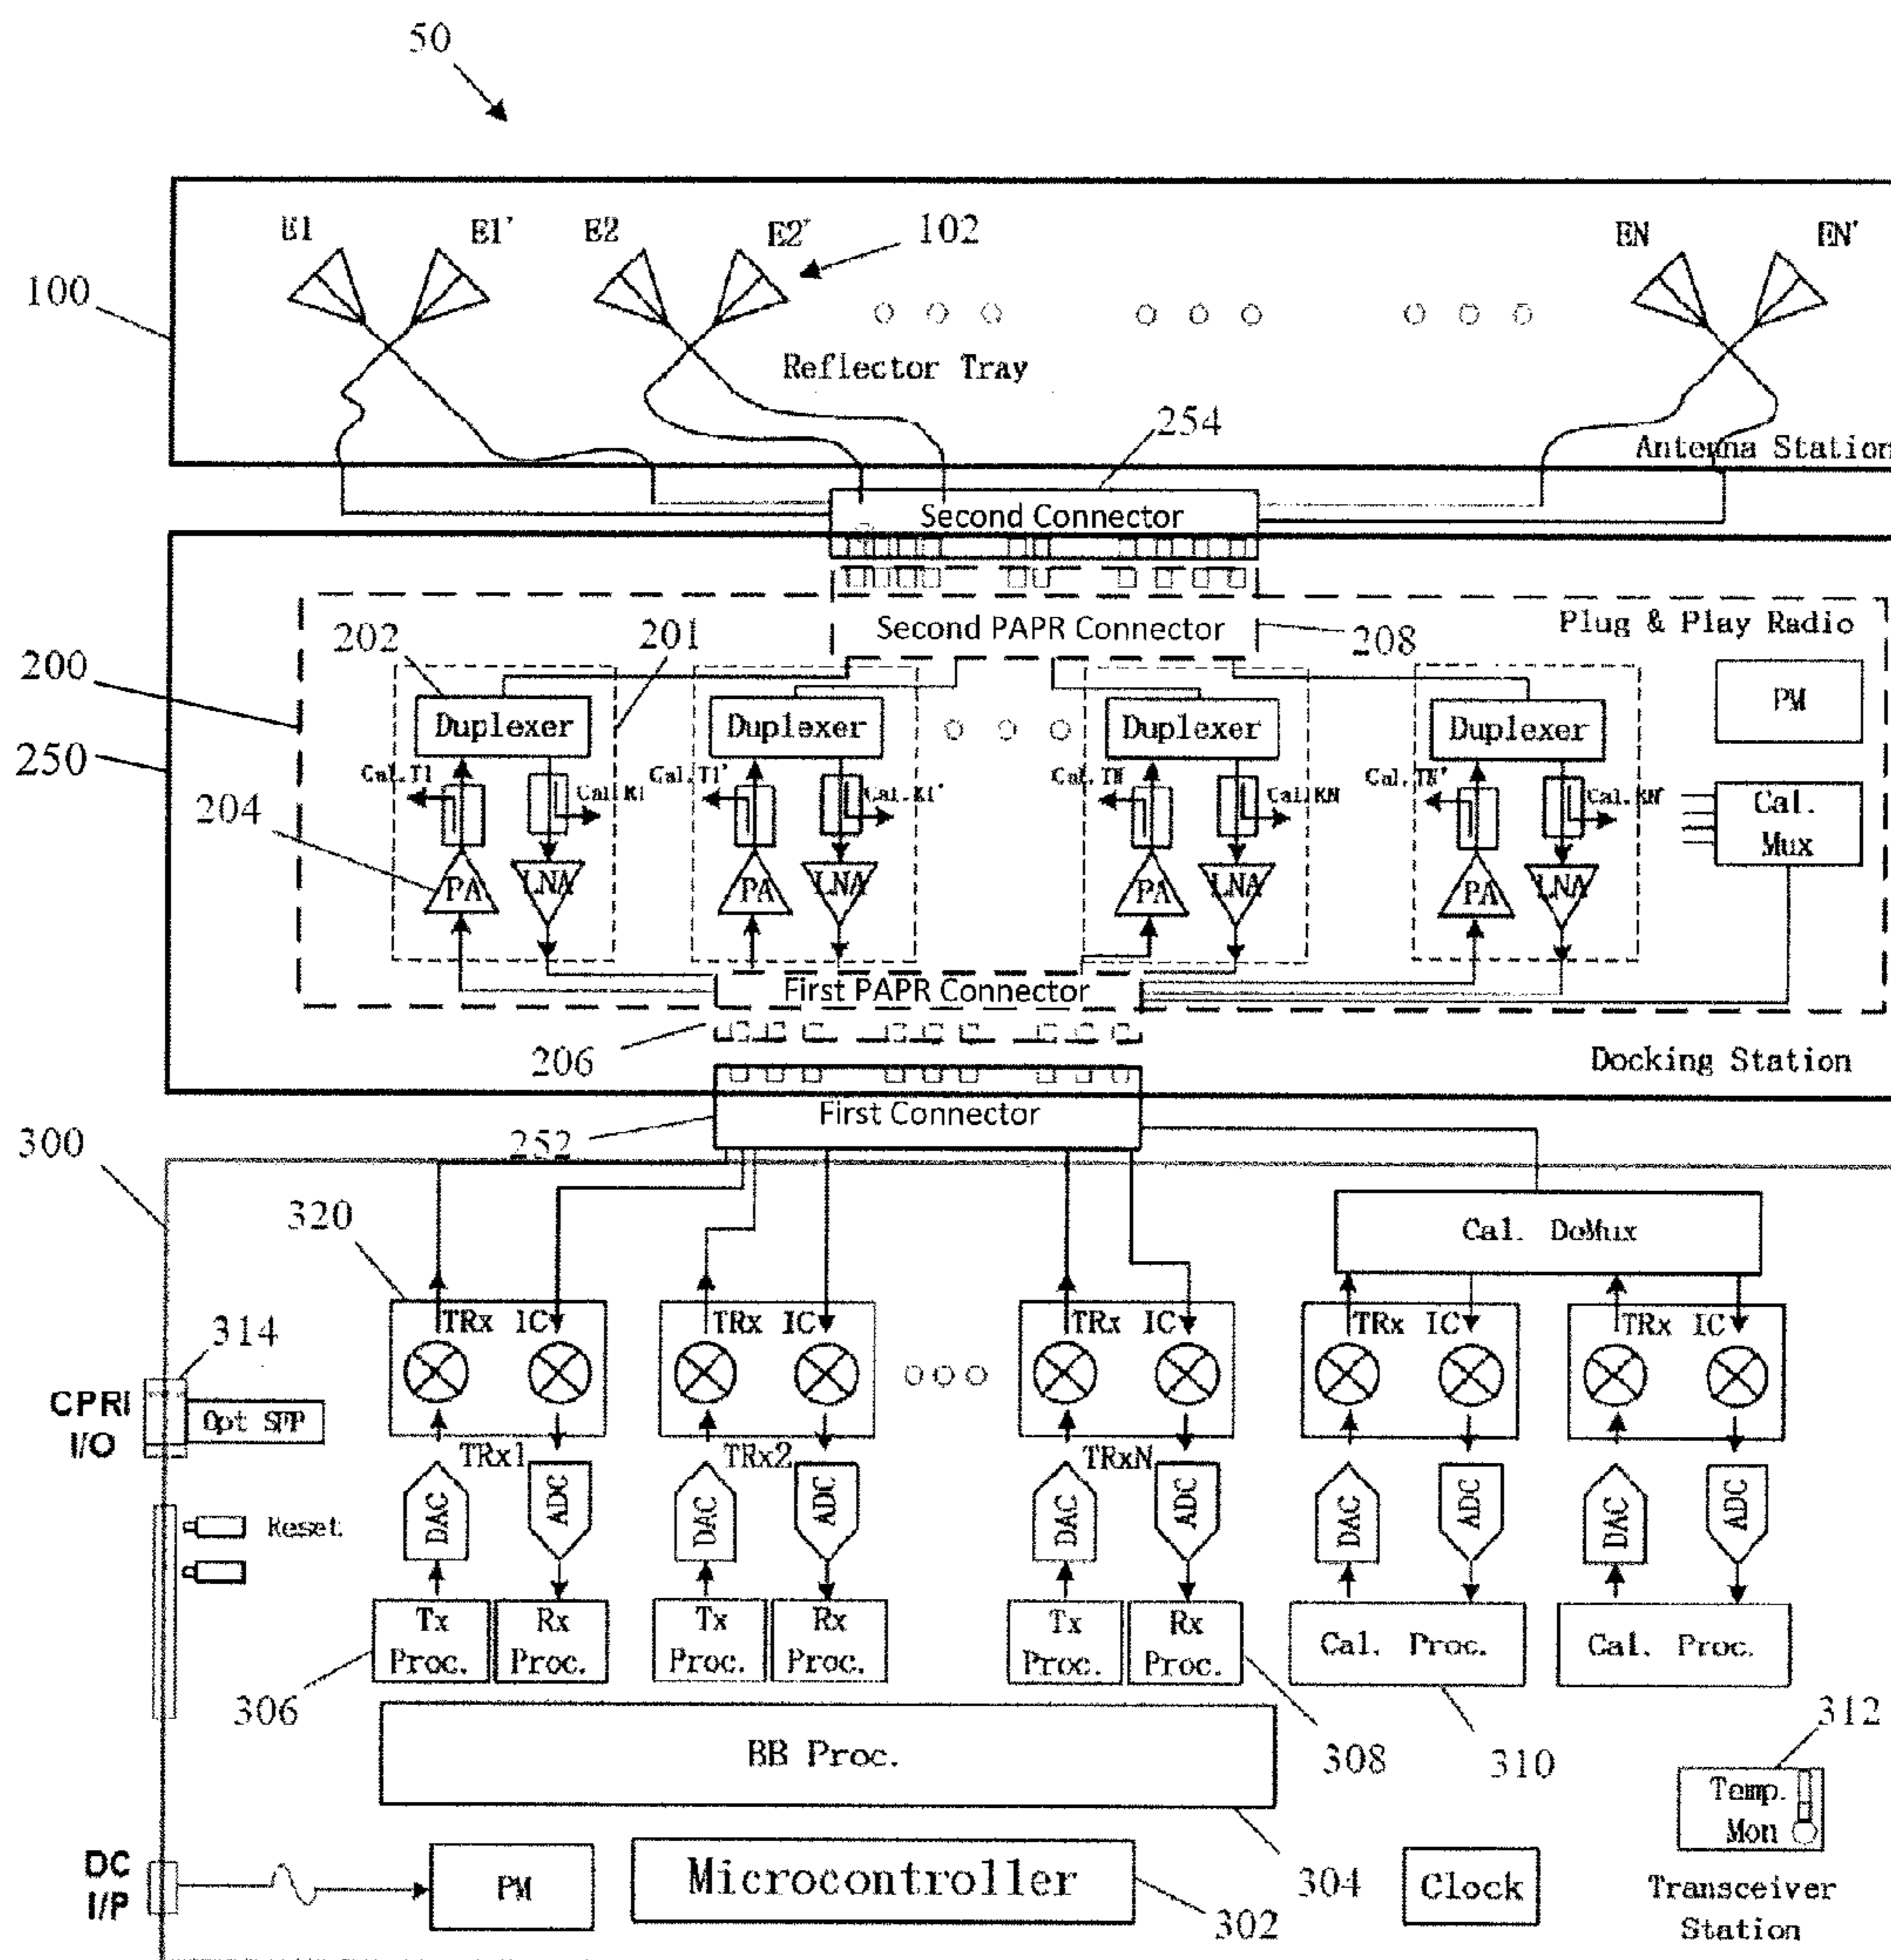 50
E1
E1'
E2
E2'
102
EN
EN'
100
Reflector Tray
254
Antenna Station
Second Connector
Second PAPR Connector
208
Plug & Play Radio
202
201
200
250
Duplexer
Duplexer
Duplexer
Duplexer
PM
Cal.T1
Cal.R1
Cal.T1'
Cal.R1'
Cal.TN
Cal.RN
Cal.TN'
Cal.RN'
Cal.
Mux
204
PA
LNA
PA
LNA
PA
LNA
PA
LNA
First PAPR Connector
206
Docking Station
First Connector
252
300
320
Cal. DeMux
TRx IC
TRx IC
TRx IC
TRx IC
TRx IC
314
CPRI
I/O
Opt SFP
TRx1
TRx2
TRxN
DAC
ADC
DAC
ADC
DAC
ADC
DAC
ADC
DAC
ADC
Reset
Tx
Proc.
Rx
Proc.
Tx
Proc.
Rx
Proc.
Tx
Proc.
Rx
Proc.
Cal. Proc.
Cal. Proc.
306
308
310
312
BB Proc.
Temp.
Mon
DC
I/P
PM
Microcontroller
302
304
Clock
Transceiver
Station